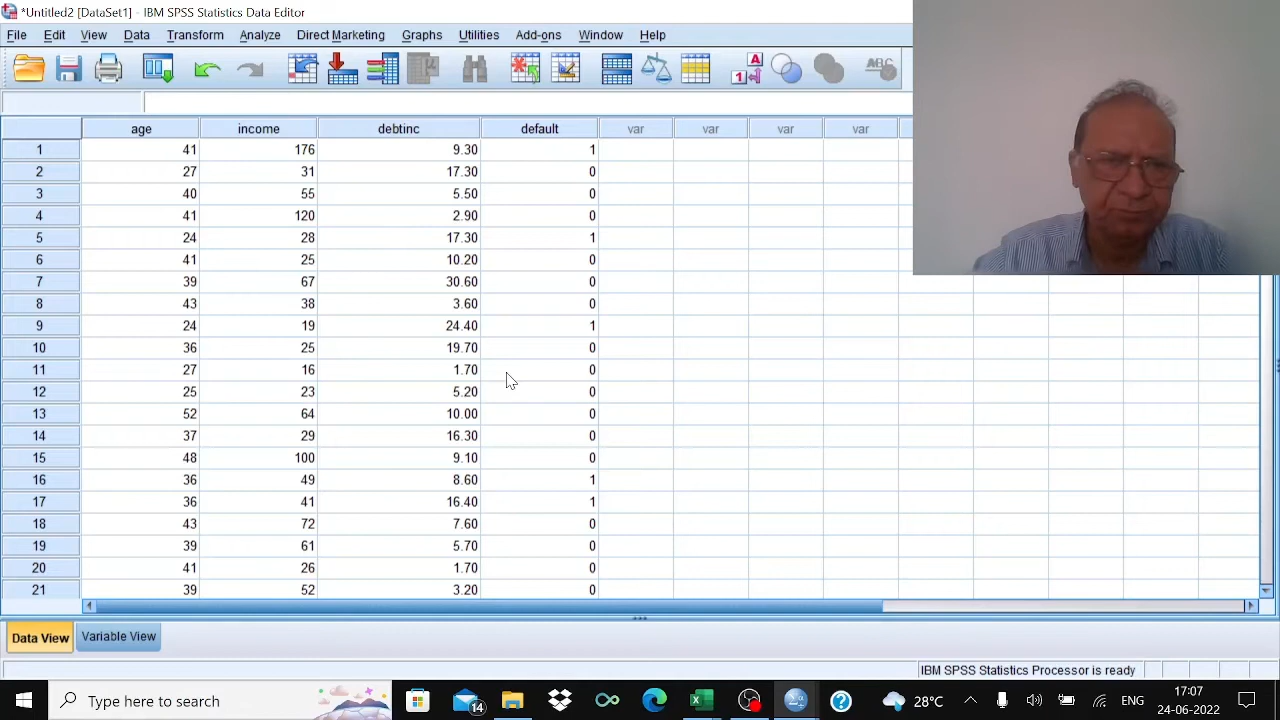 *Untitled2 [DataSet1] - IBM SPSS Statistics Data Editor
File Edit View Data Transform Analyze Direct Marketing Graphs Utilities Add-ons Window Help
A
1
ABC
age income debtinc default var var var var
1 41 176 9.30 1
2 27 31 17.30 0
3 40 55 5.50 0
4 41 120 2.90 0
5 24 28 17.30 1
6 41 25 10.20 0
7 39 67 30.60 0
8 43 38 3.60 0
9 24 19 24.40 1
10 36 25 19.70 0
11 27 16 1.70 0
12 25 23 5.20 0
13 52 64 10.00 0
14 37 29 16.30 0
15 48 100 9.10 0
16 36 49 8.60 1
17 36 41 16.40 1
18 43 72 7.60 0
19 39 61 5.70 0
20 41 26 1.70 0
21 39 52 3.20 0
Data View Variable View
IBM SPSS Statistics Processor is ready
Type here to search 14 28°C ENG 17:07
24-06-2022